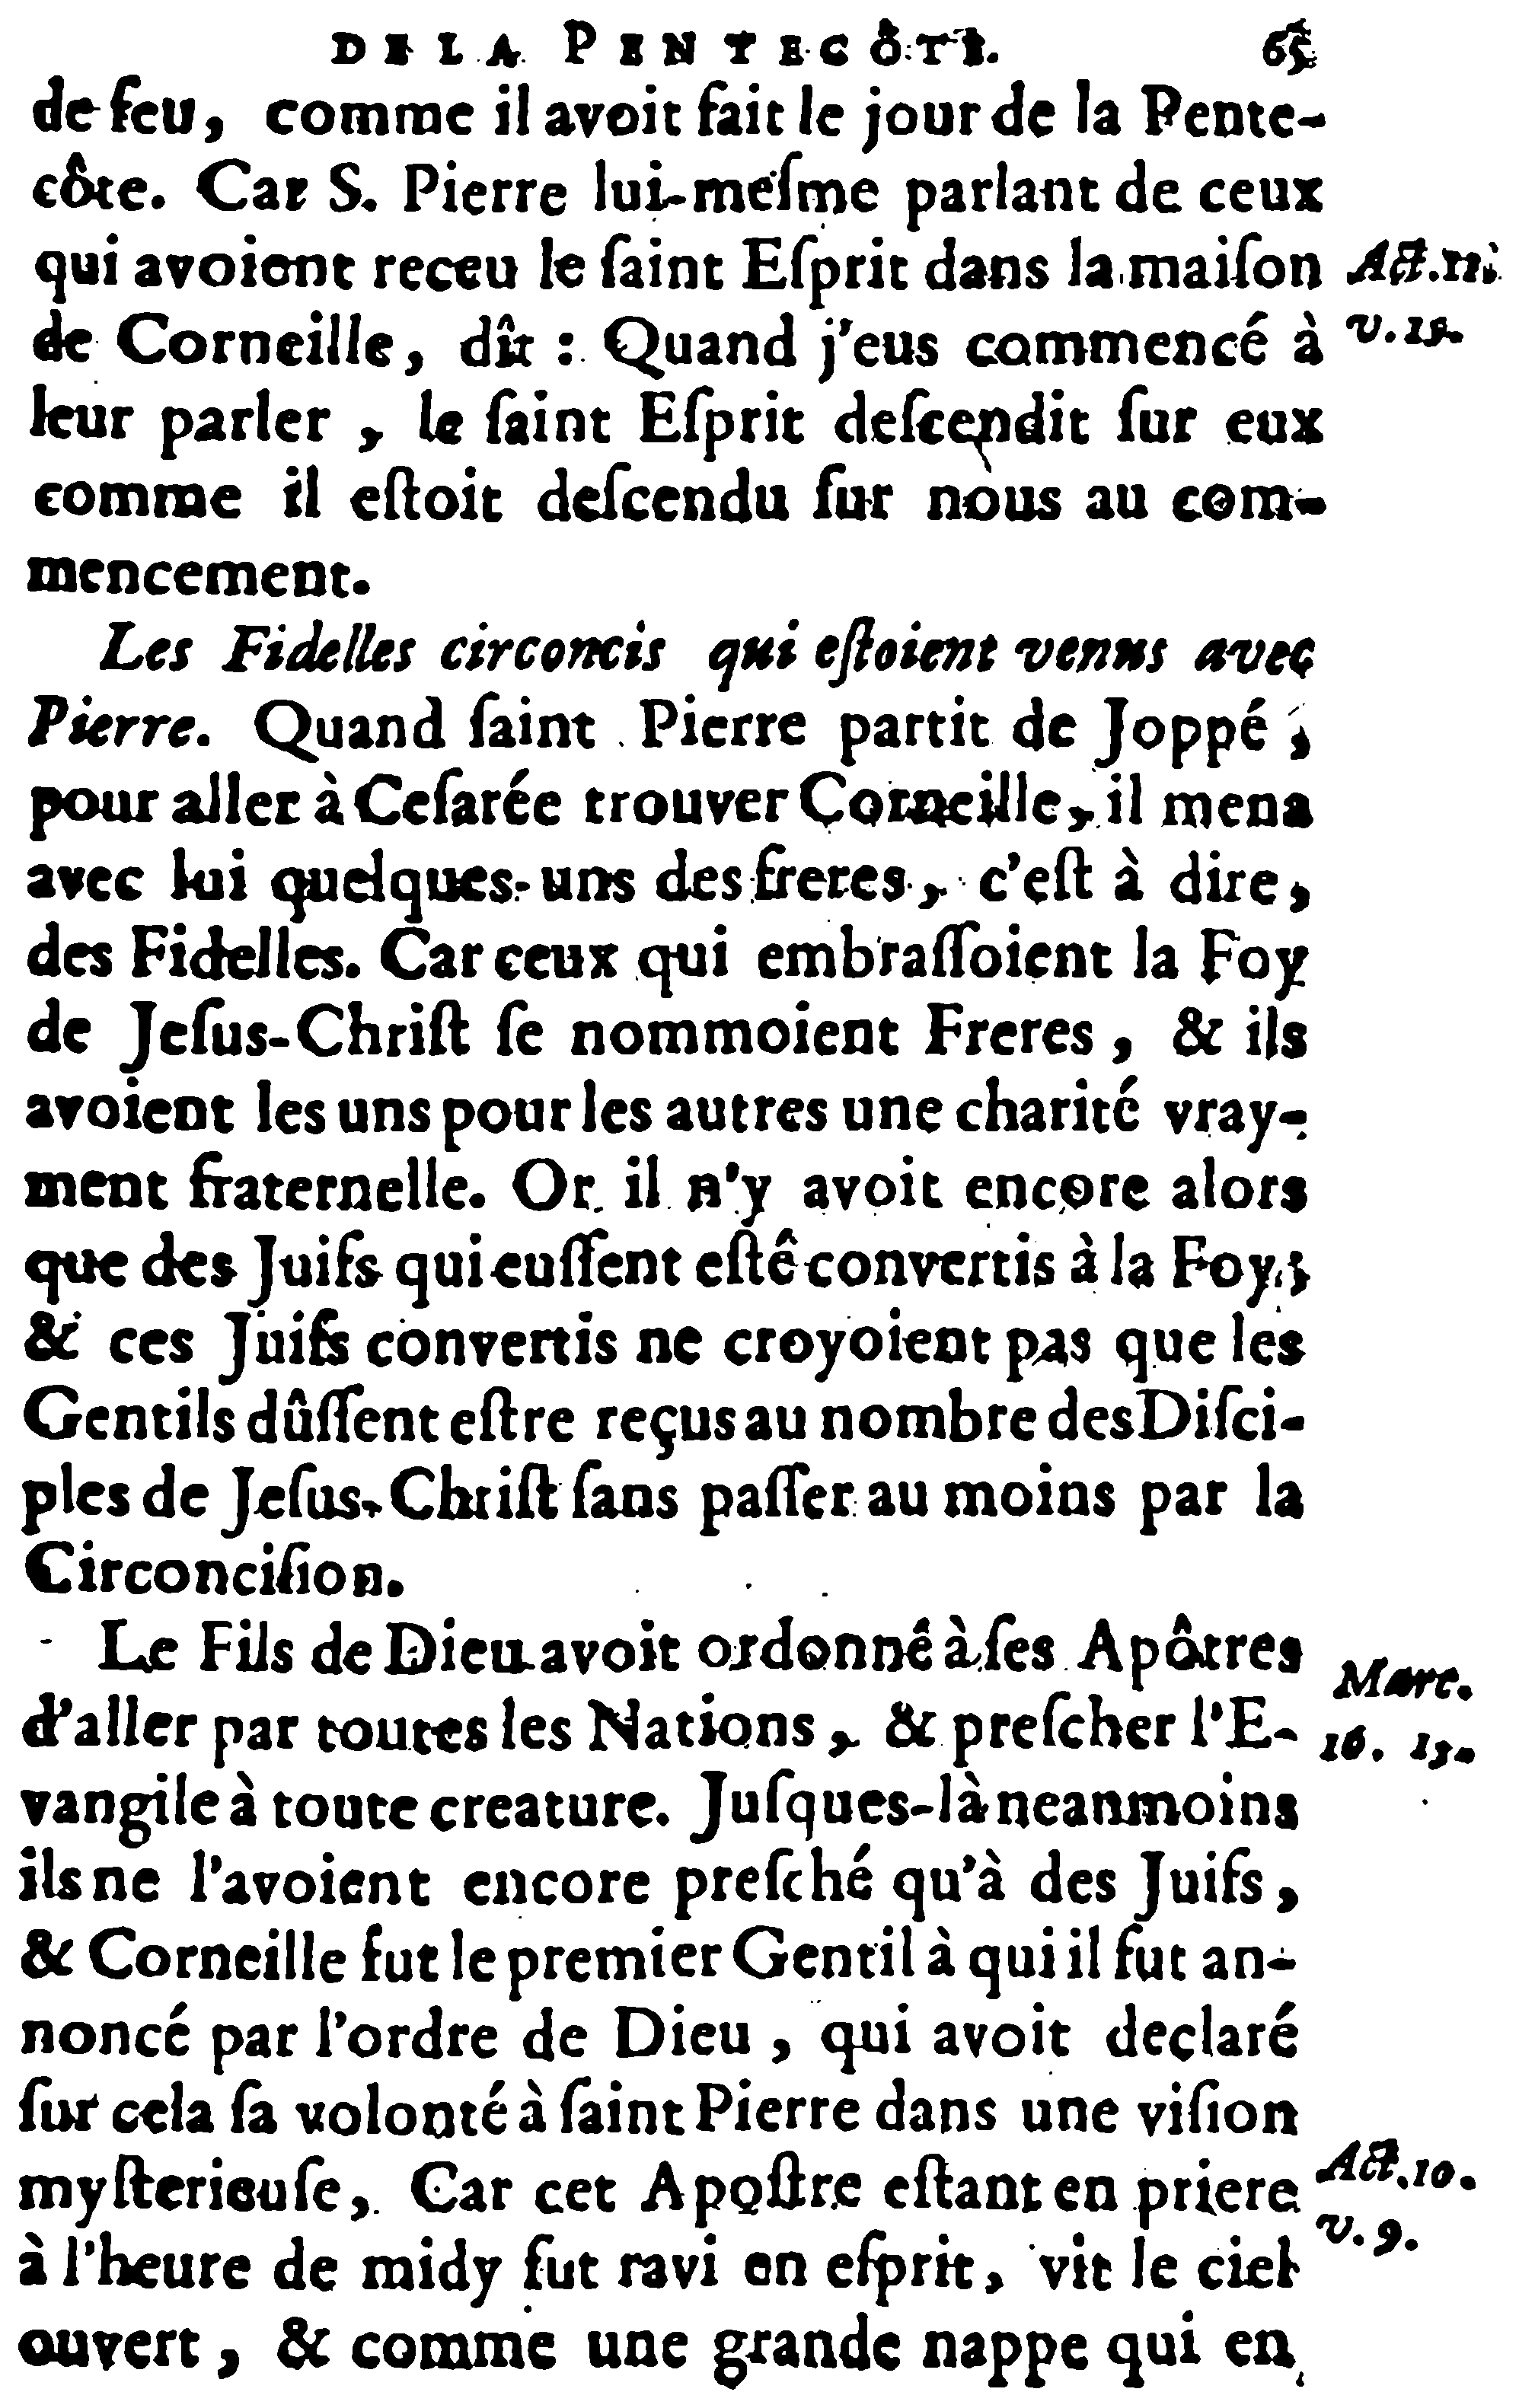 DE LA PENTECÔTE. 65
de feu, comme il avoit fait le jour de la Pente-
côte. Car S. Pierre lui-meſme parlant de ceux
qui avoient receu le ſaint Eſprit dans la maiſon
Act. 11.
de Corneille, dît : Quand j'eus commencé à
v. 15.
leur parler, le ſaint Eſprit deſcendit ſur eux
comme il eſtoit deſcendu ſur nous au com-
mencement.
Les Fidelles circoncis qui eſtoient venus avec
Pierre. Quand ſaint Pierre partit de Joppé,
pour aller à Ceſarée trouver Corneille, il mena
avec lui quelques-uns des freres, c'eſt à dire,
des Fidelles. Car ceux qui embraſſoient la Foy
de Jeſus-Chriſt ſe nommoient Freres, & ils
avoient les uns pour les autres une charité vray-
ment fraternelle. Or il n'y avoit encore alors
que des Juifs qui euſſent eſté convertis à la Foy;
& ces Juifs convertis ne croyoient pas que les
Gentils dûſſent eſtre reçus au nombre des Diſci-
ples de Jeſus-Chriſt ſans paſſer au moins par la
Circonciſion.
Le Fils de Dieu avoit ordonné à ſes Apôtres
Marc.
d'aller par toutes les Nations, & preſcher l'E-
16. 15.
vangile à toute creature. Juſques-là neanmoins
ils ne l'avoient encore preſché qu'à des Juifs,
& Corneille fut le premier Gentil à qui il fut an-
noncé par l'ordre de Dieu, qui avoit declaré
ſur cela ſa volonté à ſaint Pierre dans une viſion
myſterieuſe, Car cet Apoſtre eſtant en priere
Act. 10.
à l'heure de midy fut ravi en eſprit, vit le ciel
v. 9.
ouvert, & comme une grande nappe qui en